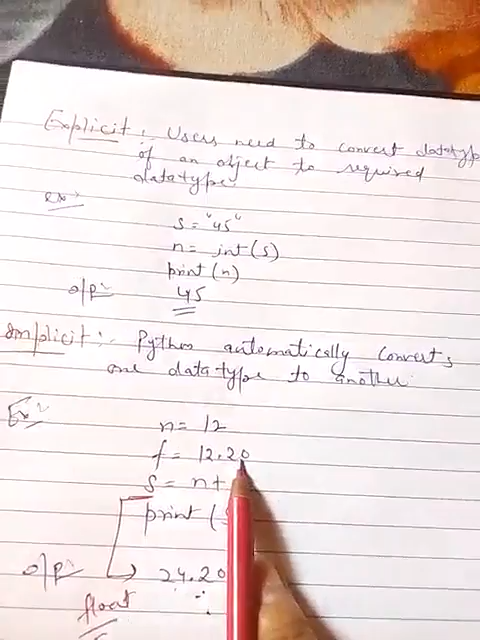 Explicit : Users need to convert datatyp
of an object to required
datatype.
ex:
s = "45"
n = int(s)
print(n)
o/p:- 45
Implicit :- Python automatically converts
one datatype to another.
Ex:-
n = 12
f = 12.20
s = n+
print(
o/p:- 24.20
float